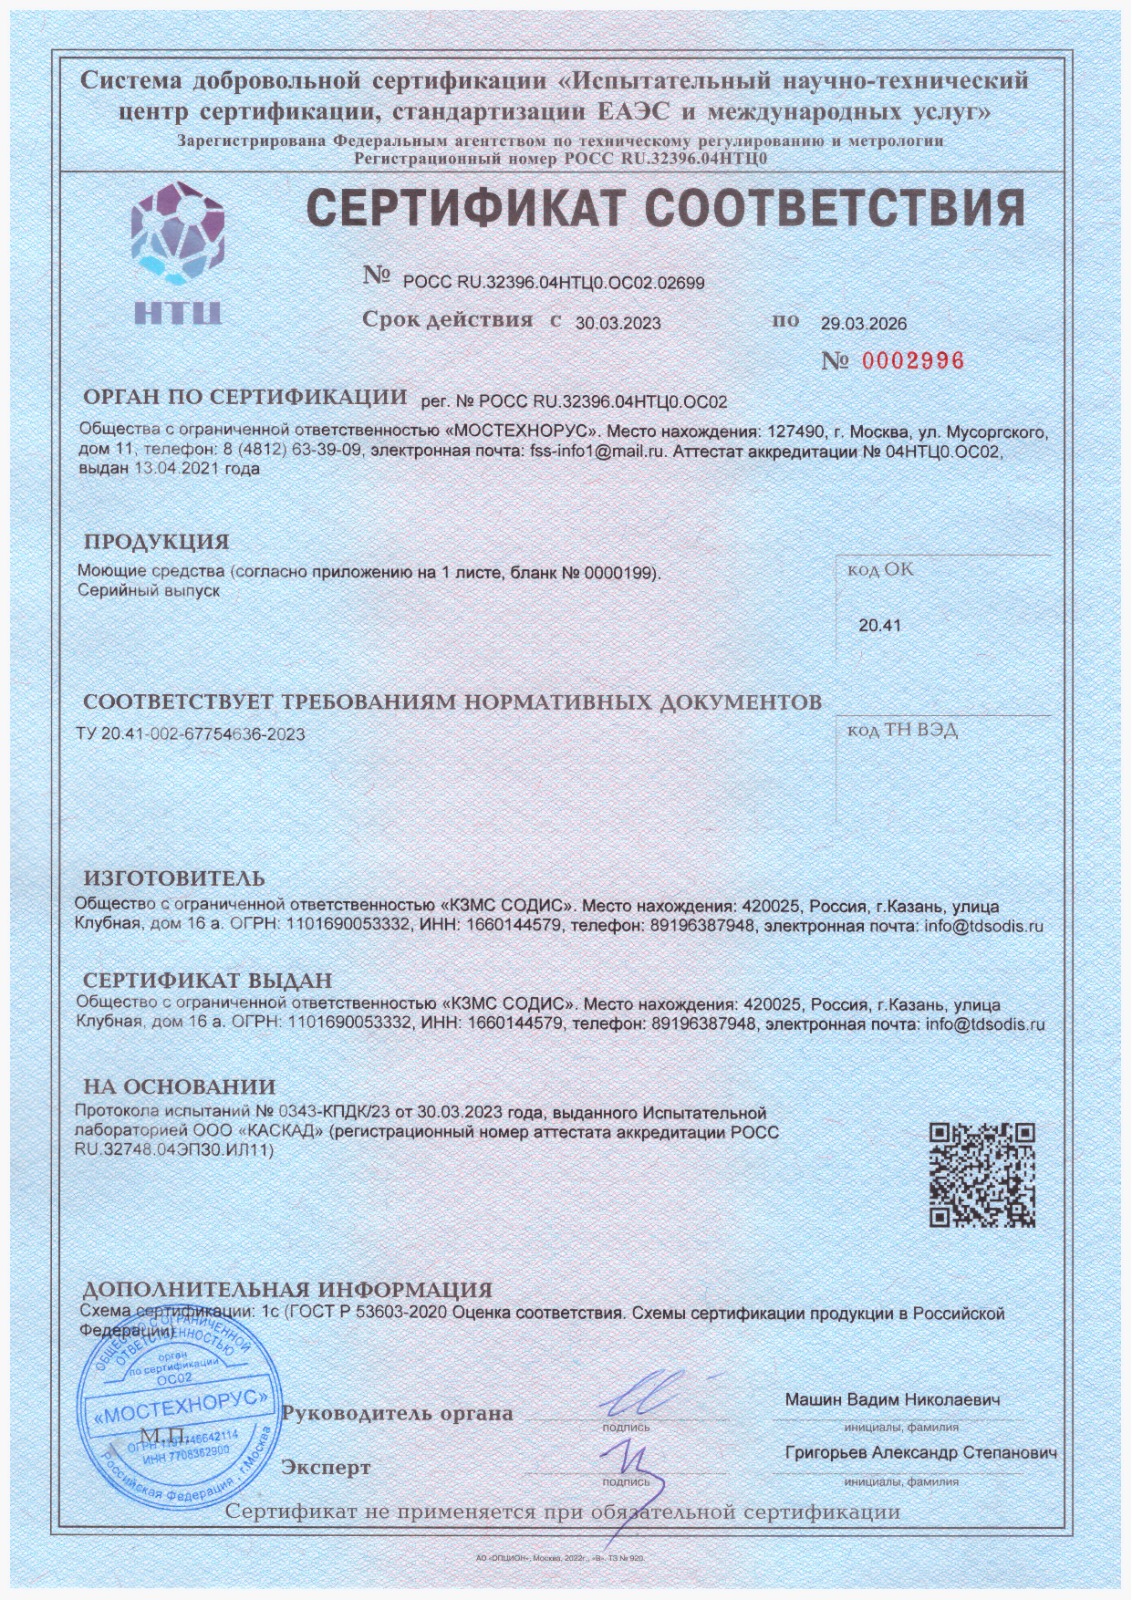 Система добровольной сертификации «Испытательный научно-технический
центр сертификации, стандартизации ЕАЭС и международных услуг»
Зарегистрирована Федеральным агентством по техническому регулированию и метрологии
Регистрационный номер РОСС RU.32396.04НТЦ0
СЕРТИФИКАТ СООТВЕТСТВИЯ
НТЦ
№ РОСС RU.32396.04НТЦ0.ОС02.02699
Срок действия с 30.03.2023 по 29.03.2026
№ 0002996
ОРГАН ПО СЕРТИФИКАЦИИ рег. № РОСС RU.32396.04НТЦ0.ОС02
Общества с ограниченной ответственностью «МОСТЕХНОРУС». Место нахождения: 127490, г. Москва, ул. Мусоргского,
дом 11, телефон: 8 (4812) 63-39-09, электронная почта: fss-info1@mail.ru. Аттестат аккредитации № 04НТЦ0.ОС02,
выдан 13.04.2021 года
ПРОДУКЦИЯ
Моющие средства (согласно приложению на 1 листе, бланк № 0000199).
Серийный выпуск
код ОК
20.41
СООТВЕТСТВУЕТ ТРЕБОВАНИЯМ НОРМАТИВНЫХ ДОКУМЕНТОВ
ТУ 20.41-002-67754636-2023
код ТН ВЭД
ИЗГОТОВИТЕЛЬ
Общество с ограниченной ответственностью «КЗМС СОДИС». Место нахождения: 420025, Россия, г.Казань, улица
Клубная, дом 16 а. ОГРН: 1101690053332, ИНН: 1660144579, телефон: 89196387948, электронная почта: info@tdsodis.ru
СЕРТИФИКАТ ВЫДАН
Общество с ограниченной ответственностью «КЗМС СОДИС». Место нахождения: 420025, Россия, г.Казань, улица
Клубная, дом 16 а. ОГРН: 1101690053332, ИНН: 1660144579, телефон: 89196387948, электронная почта: info@tdsodis.ru
НА ОСНОВАНИИ
Протокола испытаний № 0343-КПДК/23 от 30.03.2023 года, выданного Испытательной
лабораторией ООО «КАСКАД» (регистрационный номер аттестата аккредитации РОСС
RU.32748.04ЭП30.ИЛ11)
ДОПОЛНИТЕЛЬНАЯ ИНФОРМАЦИЯ
Схема сертификации: 1с (ГОСТ Р 53603-2020 Оценка соответствия. Схемы сертификации продукции в Российской
Федерации)
ОБЩЕСТВО С ОГРАНИЧЕННОЙ
ОТВЕТСТВЕННОСТЬЮ
орган
по сертификации
ОС02
«МОСТЕХНОРУС»
М.П.
ИНН 7708362900
Российская Федерация, г.Москва
Руководитель органа
подпись
Машин Вадим Николаевич
инициалы, фамилия
Эксперт
подпись
Григорьев Александр Степанович
инициалы, фамилия
Сертификат не применяется при обязательной сертификации
АО «ОПЦИОН», Москва, 2022г., «В». ТЗ № 920.